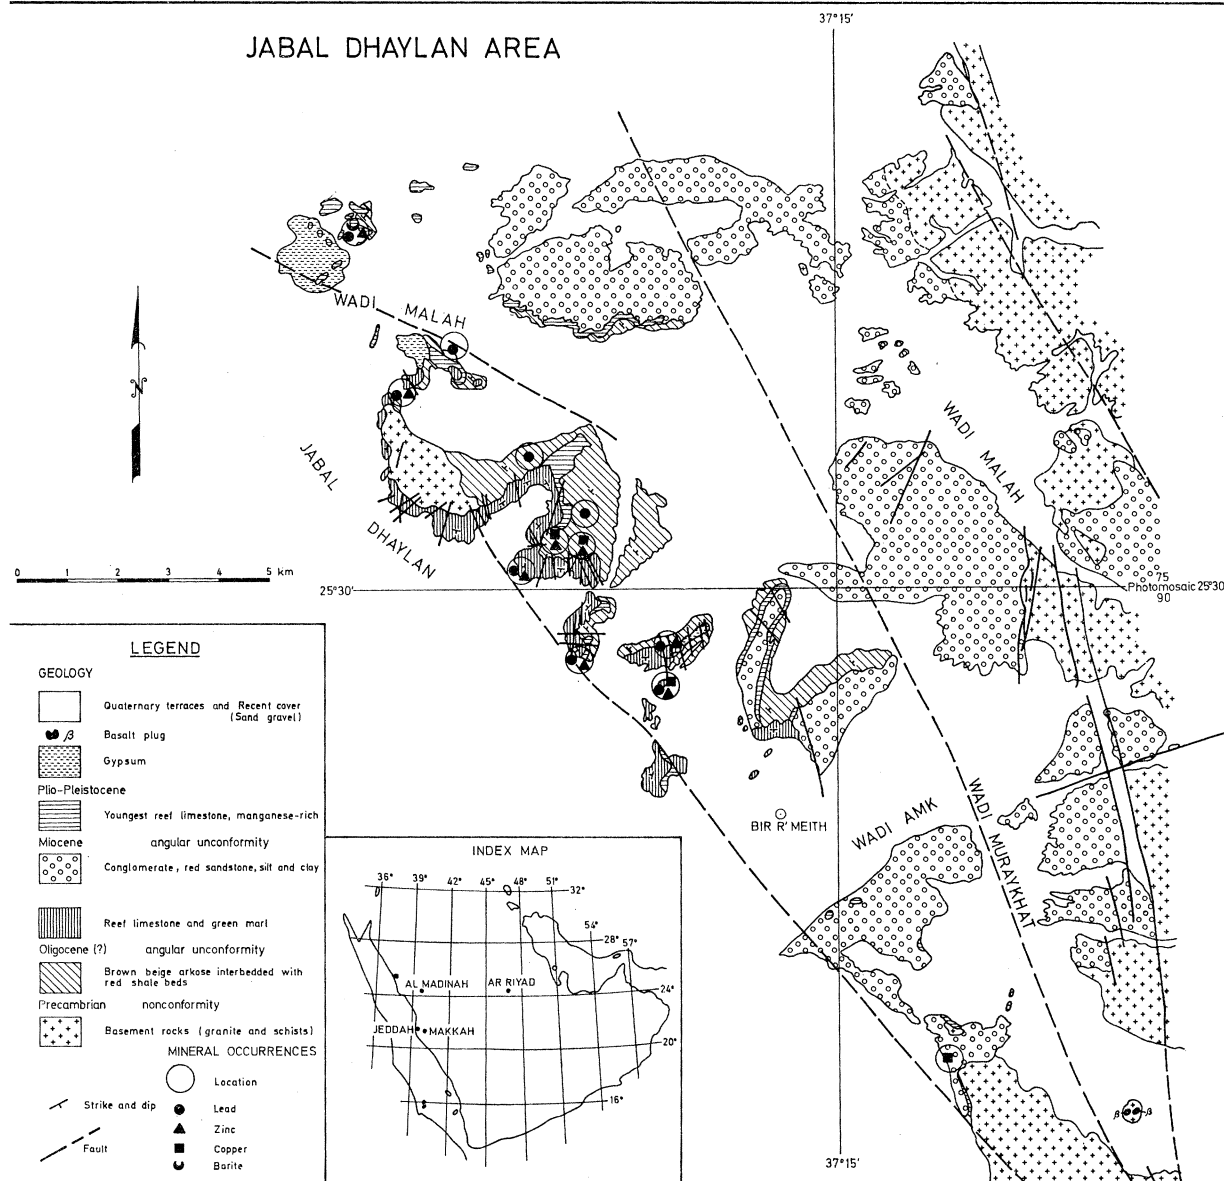 37°15'
JABAL DHAYLAN AREA
WADI MALAH
N
JABAL
DHAYLAN
WADI
MALAH
0 1 2 3 4 5 km
25°30'
75
Photomosaic 25°30'
90
LEGEND
GEOLOGY
Quaternary terraces and Recent cover
(Sand gravel)
β Basalt plug
Gypsum
Plio-Pleistocene
Youngest reef limestone, manganese-rich
Miocene angular unconformity
Conglomerate, red sandstone, silt and clay
Reef limestone and green marl
Oligocene (?) angular unconformity
Brown beige arkose interbedded with
red shale beds
Precambrian nonconformity
Basement rocks (granite and schists)
MINERAL OCCURRENCES
Location
Strike and dip
Lead
Zinc
Fault
Copper
Barite
BIR R' MEITH
WADI AMK
WADI MURAYKHAT
INDEX MAP
36° 39° 42° 45° 48° 51° 32°
54°
28° 57°
AL MADINAH AR RIYAD 24°
JEDDAH MAKKAH 20°
16°
β β
37°15'